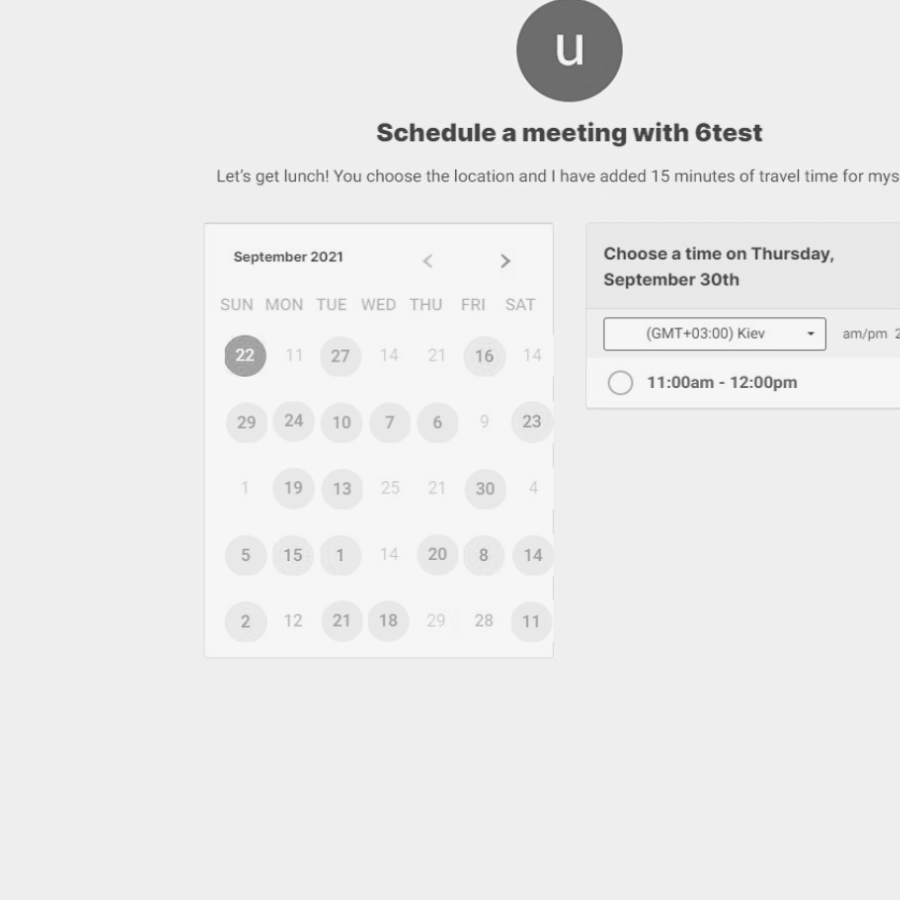 u
Schedule a meeting with 6test
Let's get lunch! You choose the location and I have added 15 minutes of travel time for mys
September 2021
SUN MON TUE WED THU FRI SAT
22 11 27 14 21 16 14
29 24 10 7 6 9 23
1 19 13 25 21 30 4
5 15 1 14 20 8 14
2 12 21 18 29 28 11
Choose a time on Thursday,
September 30th
(GMT+03:00) Kiev am/pm 2
11:00am - 12:00pm